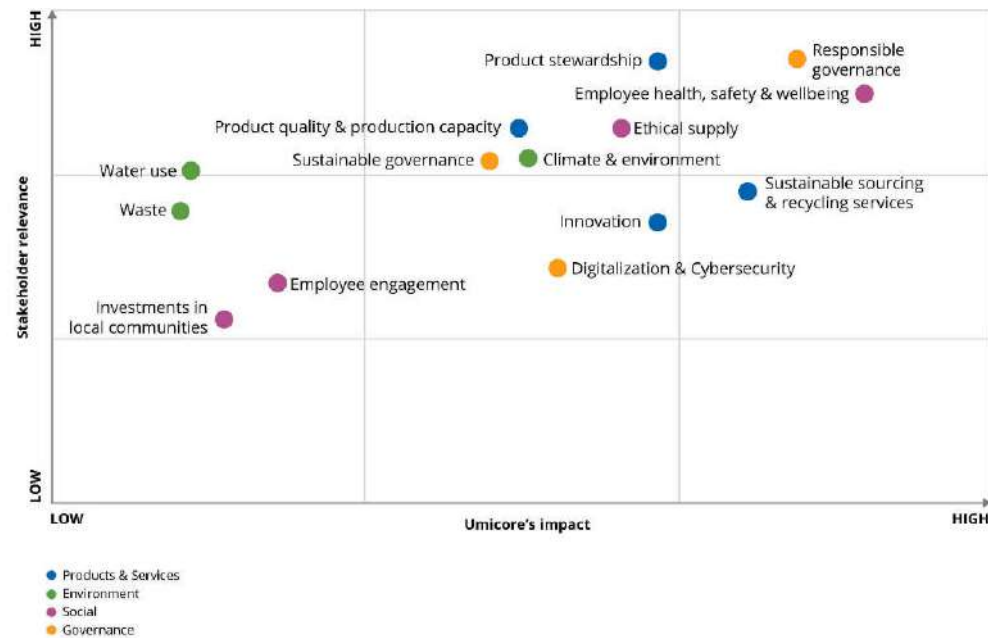 HIGH
Product stewardship
Responsible
governance
Employee health, safety & wellbeing
Product quality & production capacity
Ethical supply
Sustainable governance
Climate & environment
Water use
Sustainable sourcing
& recycling services
Waste
Innovation
Digitalization & Cybersecurity
Employee engagement
Investments in
local communities
Stakeholder relevance
LOW
LOW
Umicore's impact
HIGH
Products & Services
Environment
Social
Governance